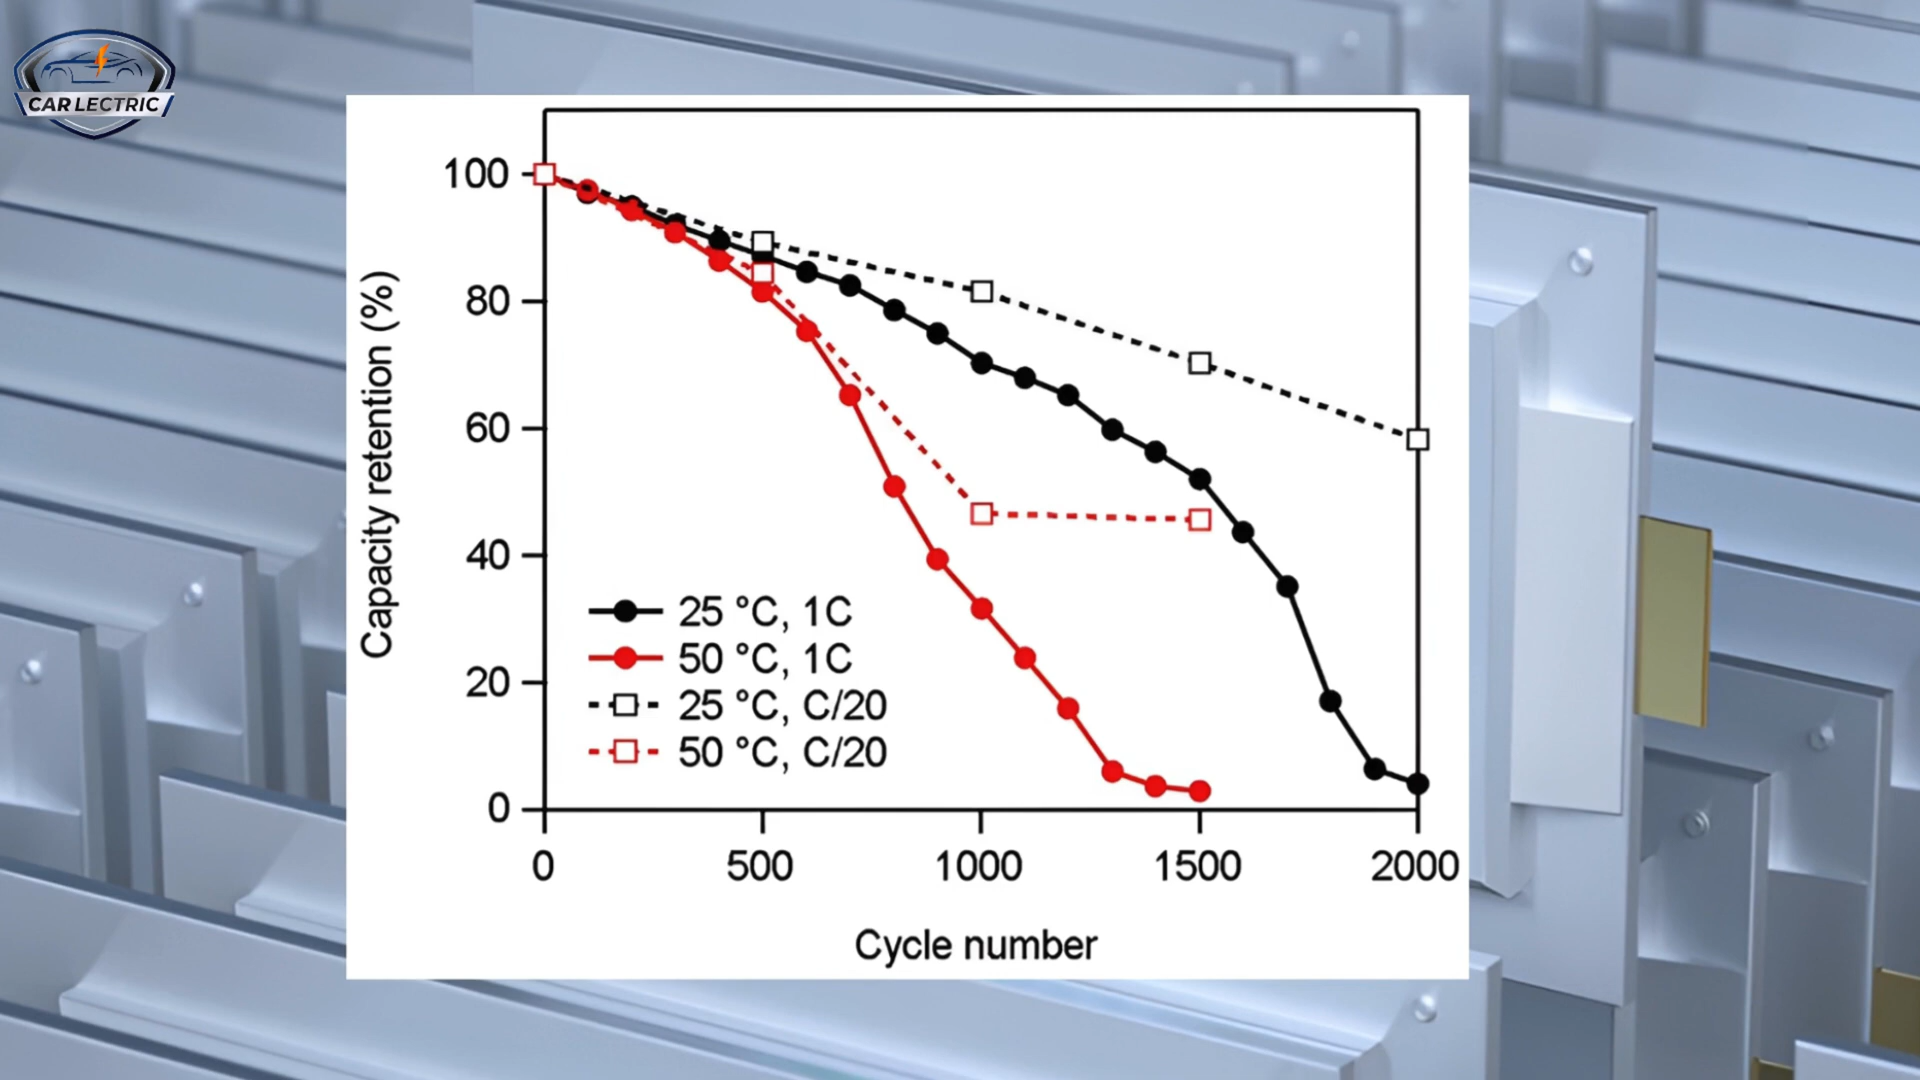 CAR LECTRIC
100
80
60
40
20
0
Capacity retention (%)
25 °C, 1C
50 °C, 1C
25 °C, C/20
50 °C, C/20
0 500 1000 1500 2000
Cycle number